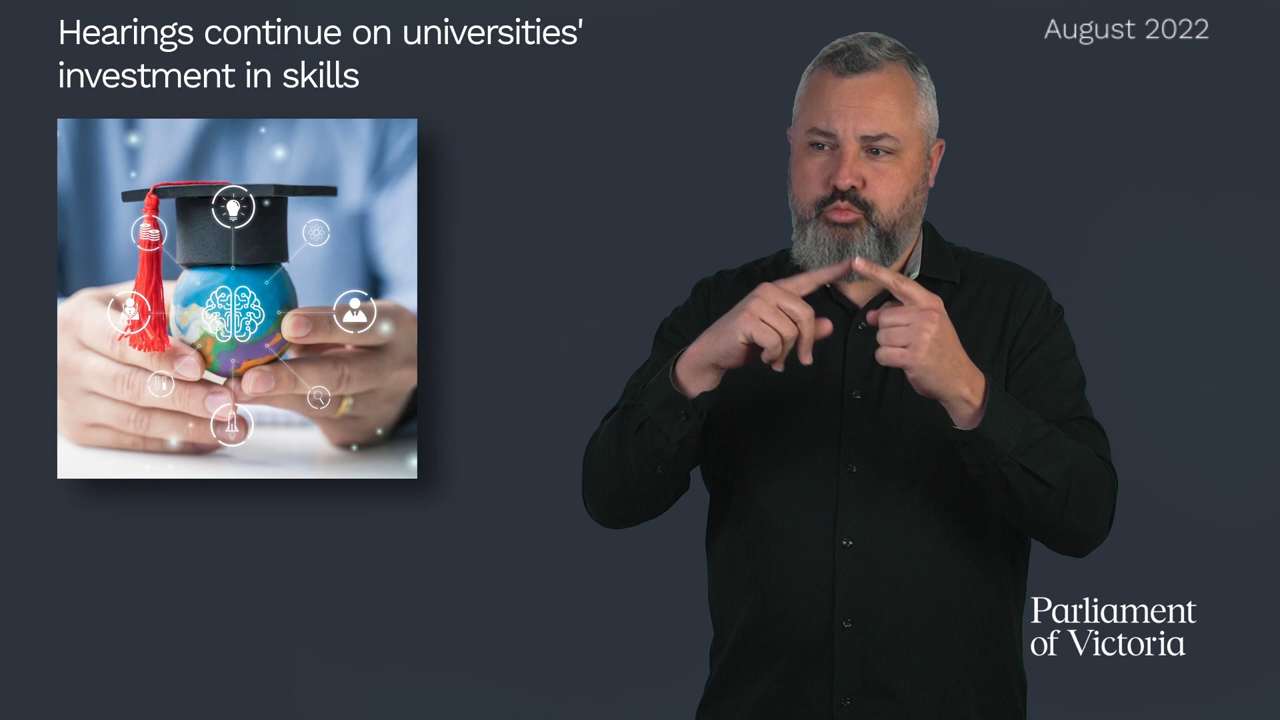 Hearings continue on universities'
investment in skills
August 2022
Parliament
of Victoria